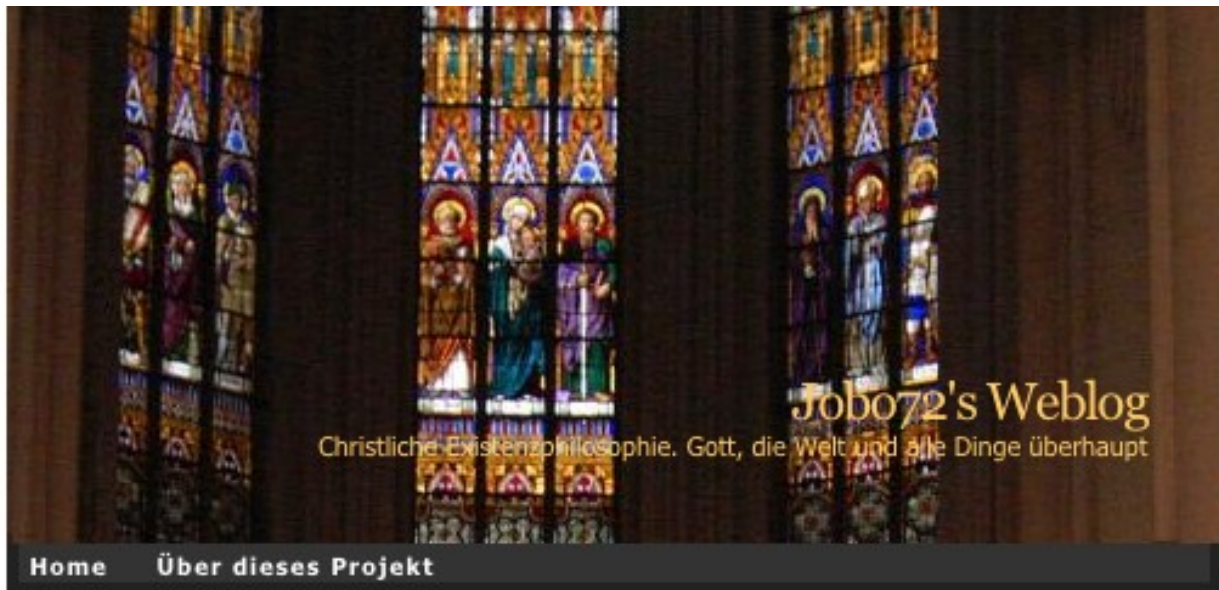 Jobo72's Weblog
Christliche Existenzphilosophie. Gott, die Welt und alle Dinge überhaupt
Home Über dieses Projekt